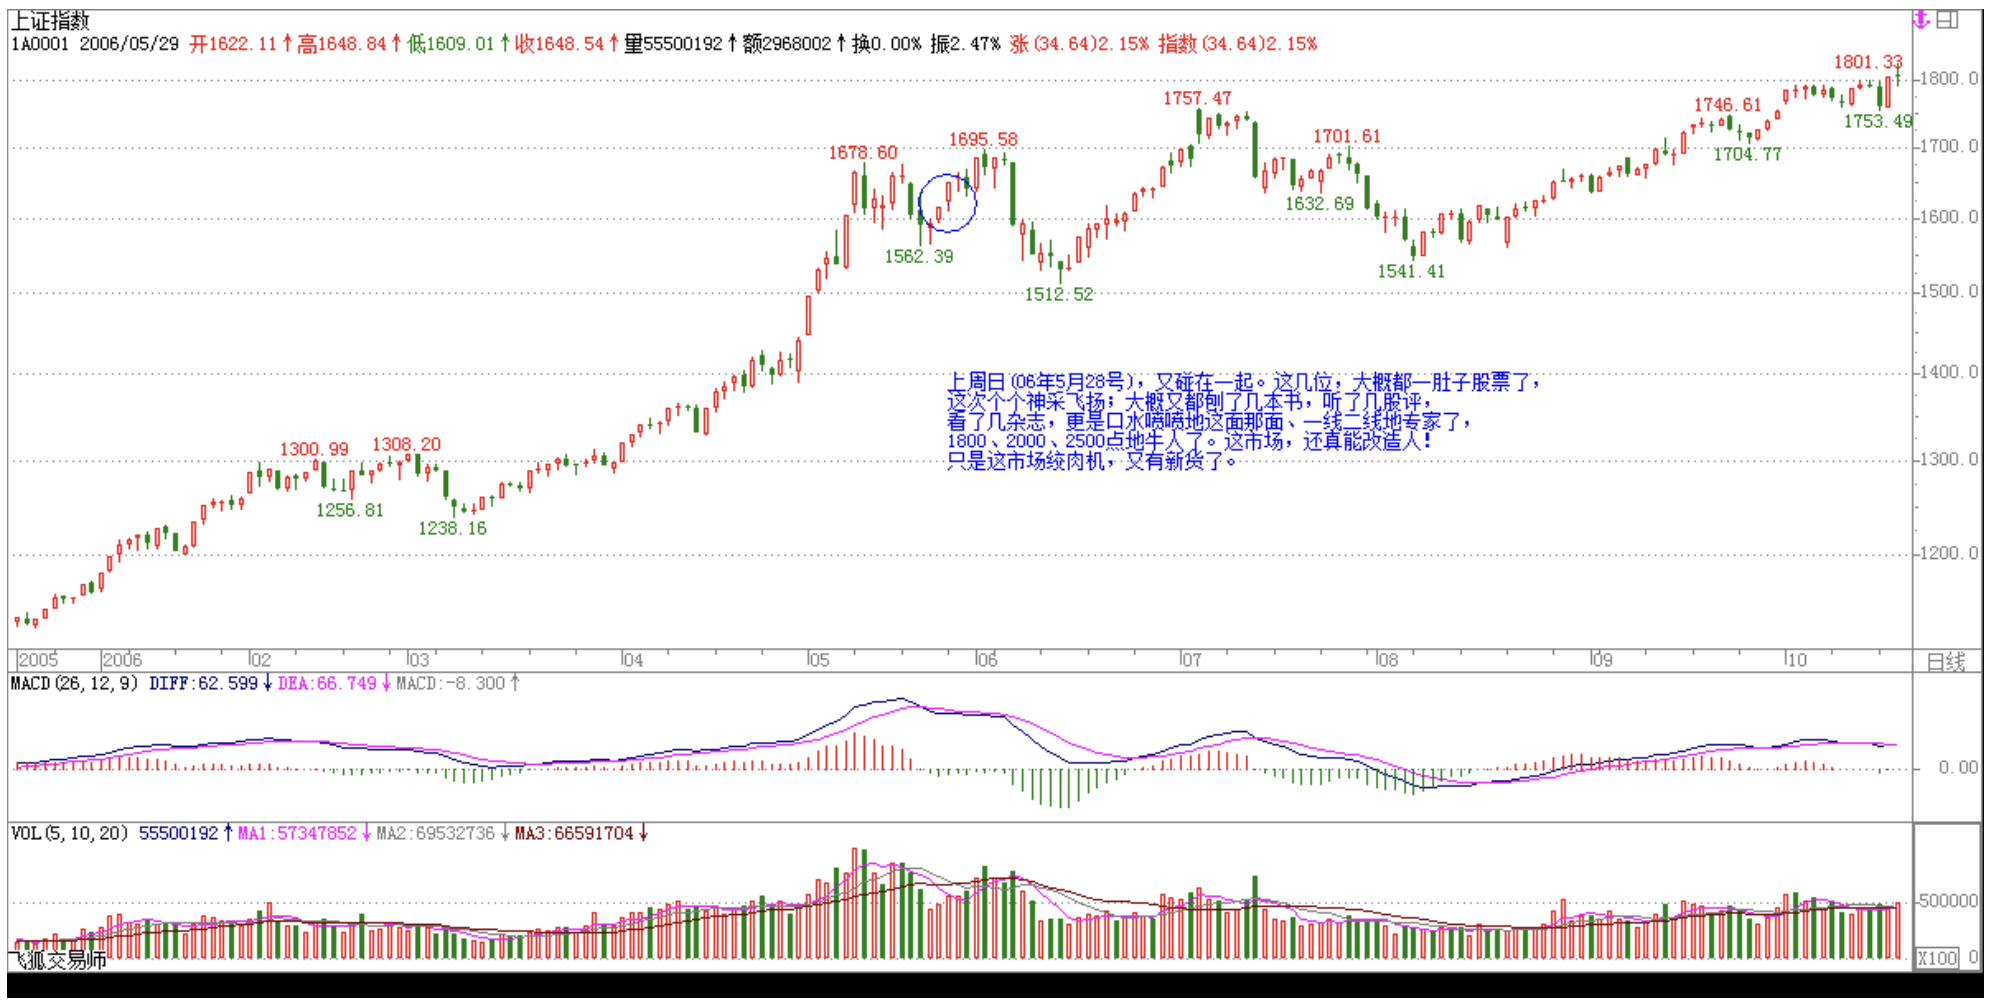 上证指数
1A0001 2006/05/29 开1622.11↑高1648.84↑低1609.01↑收1648.54↑量55500192↑额2968002↑换0.00% 振2.47% 涨(34.64)2.15% 指数(34.64)2.15%
1801.33
1800.0
1757.47
1746.61
1753.49
1678.60
1695.58
1701.61
1704.77
1700.0
1632.69
1600.0
1562.39
1541.41
1512.52
1500.0
上周日(06年5月28号),又碰在一起。这几位,大概都一肚子股票了,
这次个个神采飞扬;大概又都刨了几本书,听了几股评,
看了几杂志,更是口水喷喷地这面那面、一线二线地专家了,
1800、2000、2500点地牛人了。这市场,还真能改造人!
只是这市场绞肉机,又有新货了。
1400.0
1300.99
1308.20
1300.0
1256.81
1238.16
1200.0
2005 2006 02 03 04 05 06 07 08 09 10 日线
MACD(26,12,9) DIFF:62.599↓ DEA:66.749↓ MACD:-8.300↑
0.00
VOL(5,10,20) 55500192↑ MA1:57347852↓ MA2:69532736↓ MA3:66591704↓
500000
飞狐交易师
X100 0